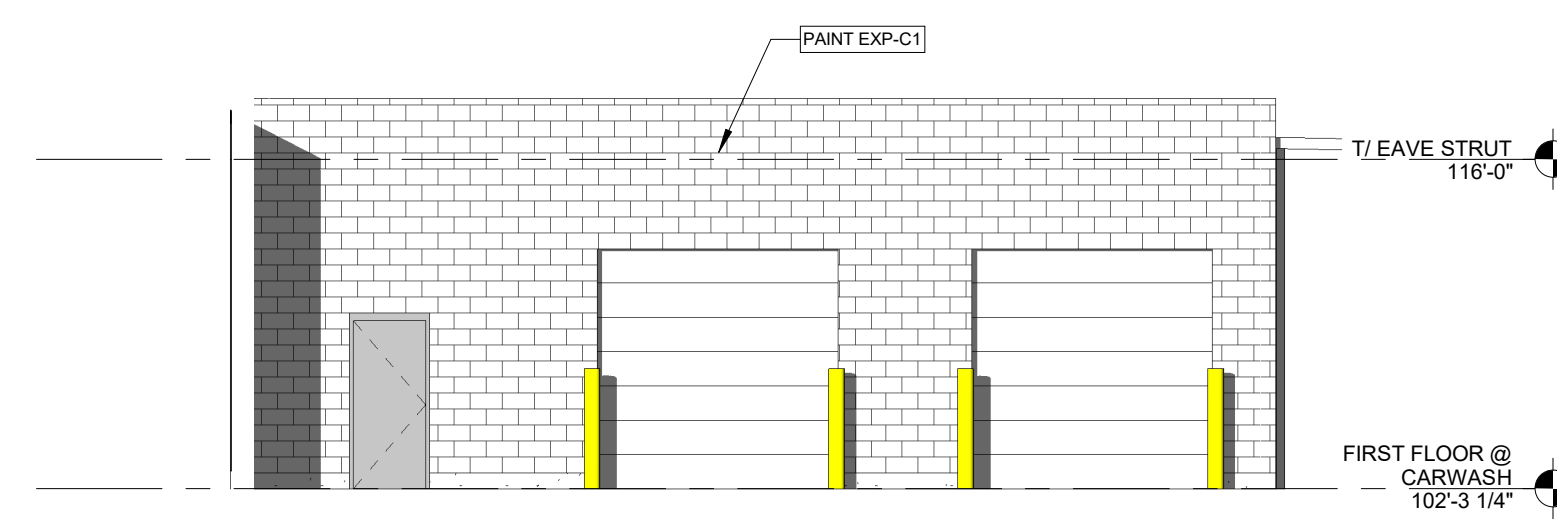 PAINT EXP-C1
T/ EAVE STRUT
116'-0"
FIRST FLOOR @
CARWASH
102'-3 1/4"